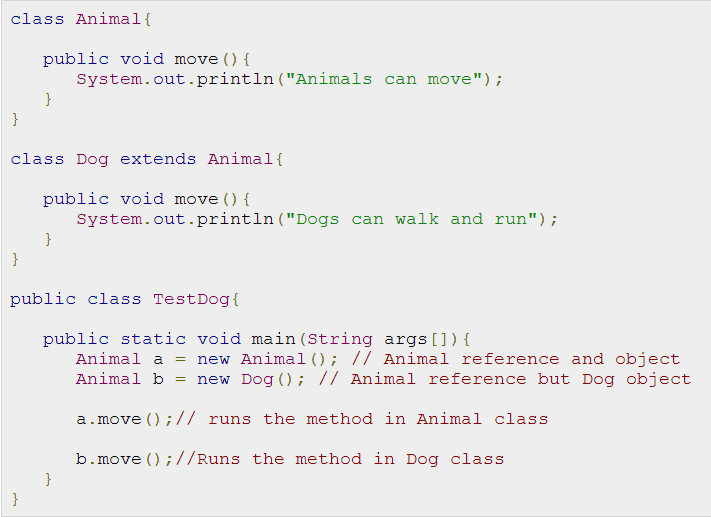 class Animal{
public void move(){
System.out.println("Animals can move");
}
}
class Dog extends Animal{
public void move(){
System.out.println("Dogs can walk and run");
}
}
public class TestDog{
public static void main(String args[]){
Animal a = new Animal(); // Animal reference and object
Animal b = new Dog(); // Animal reference but Dog object
a.move();// runs the method in Animal class
b.move();//Runs the method in Dog class
}
}